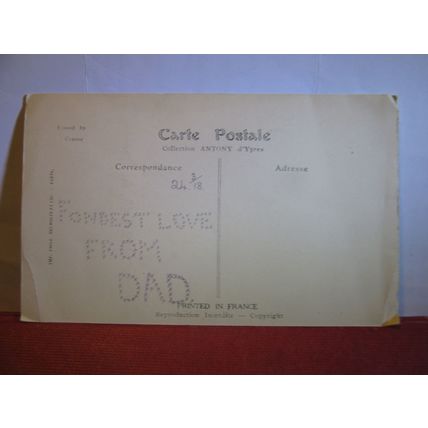 Carte Postale
Collection ANTONY d'Ypres
Correspondance
Adresse
24 3/18
FONDEST LOVE
FROM
DAD.
PRINTED IN FRANCE
Reproduction Interdite — Copyright